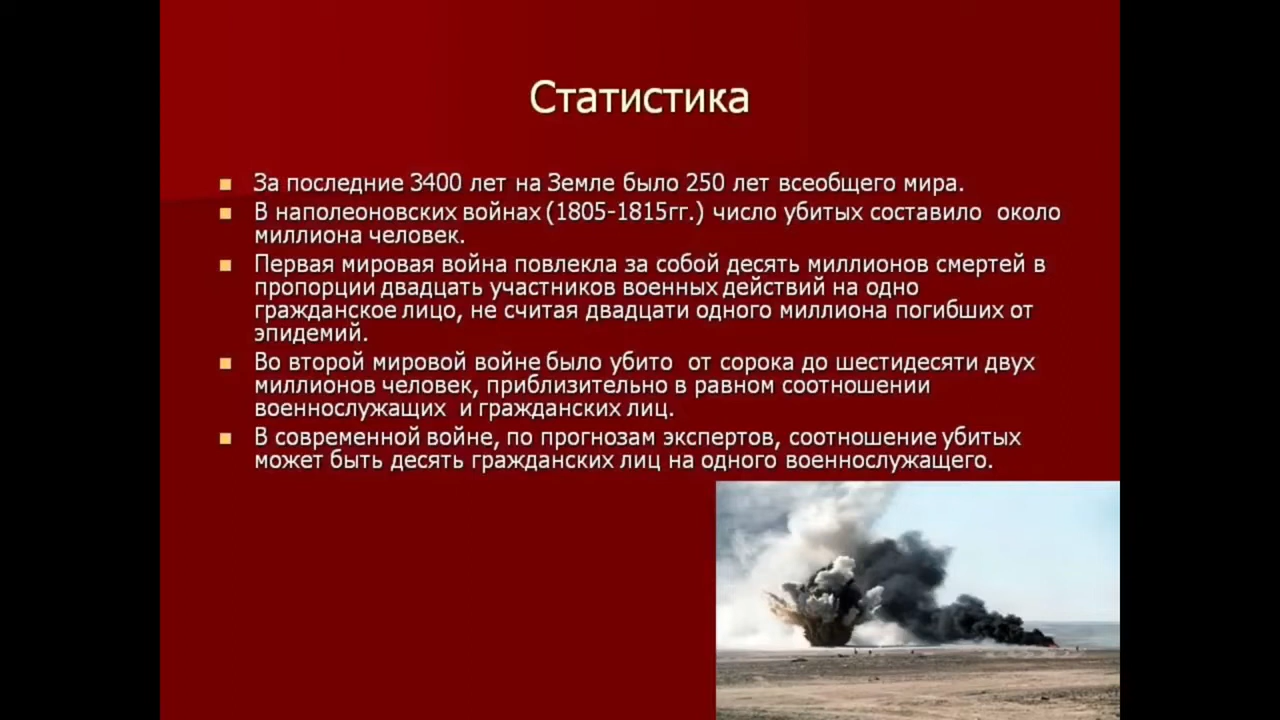 Статистика
За последние 3400 лет на Земле было 250 лет всеобщего мира.
В наполеоновских войнах (1805-1815гг.) число убитых составило около
миллиона человек.
Первая мировая война повлекла за собой десять миллионов смертей в
пропорции двадцать участников военных действий на одно
гражданское лицо, не считая двадцати одного миллиона погибших от
эпидемий.
Во второй мировой войне было убито от сорока до шестидесяти двух
миллионов человек, приблизительно в равном соотношении
военнослужащих и гражданских лиц.
В современной войне, по прогнозам экспертов, соотношение убитых
может быть десять гражданских лиц на одного военнослужащего.